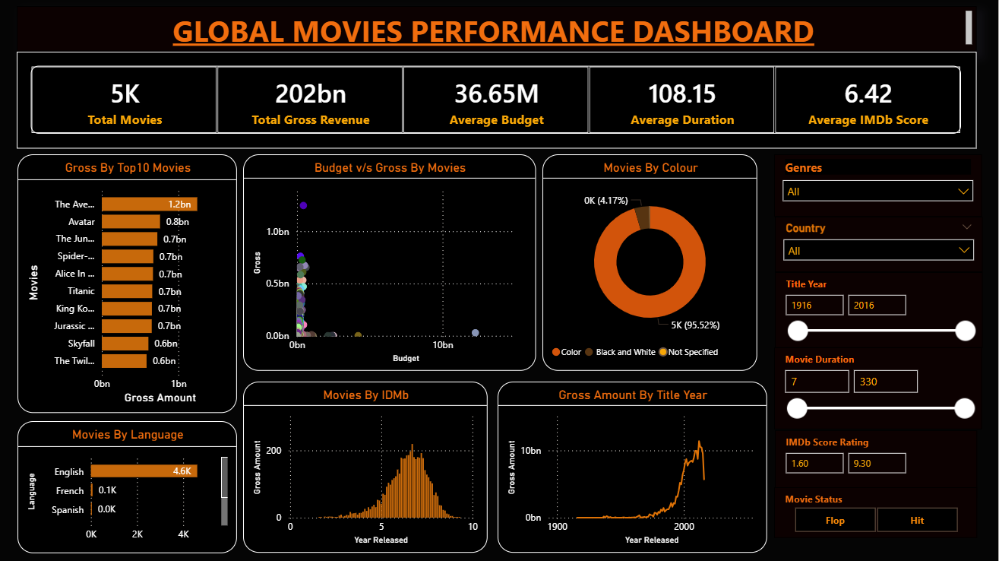 GLOBAL MOVIES PERFORMANCE DASHBOARD
5K
Total Movies
202bn
Total Gross Revenue
36.65M
Average Budget
108.15
Average Duration
6.42
Average IMDb Score
Gross By Top10 Movies
Movies
The Ave... 1.2bn
Avatar 0.8bn
The Jun... 0.7bn
Spider-... 0.7bn
Alice In ... 0.7bn
Titanic 0.7bn
King Ko... 0.7bn
Jurassic ... 0.7bn
Skyfall 0.6bn
The Twil... 0.6bn
0bn 1bn
Gross Amount
Budget v/s Gross By Movies
Gross
1.0bn
0.5bn
0.0bn
0bn 10bn
Budget
Movies By Colour
0K (4.17%)
5K (95.52%)
Color Black and White Not Specified
Genres
All
Country
All
Title Year
1916 2016
Movie Duration
7 330
IMDb Score Rating
1.60 9.30
Movie Status
Flop Hit
Movies By Language
Language
English 4.6K
French 0.1K
Spanish 0.0K
0K 2K 4K
Movies By IDMb
Gross Amount
200
0
0 5 10
Year Released
Gross Amount By Title Year
Gross Amount
10bn
0bn
1900 2000
Year Released